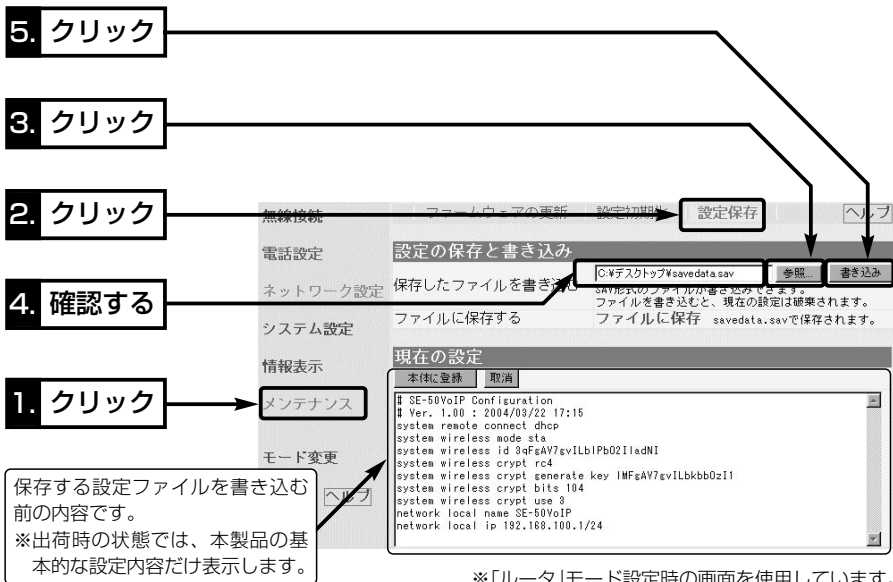 5. クリック
3. クリック
2. クリック
4. 確認する
1. クリック
無線接続
電話設定
ネットワーク設定
システム設定
情報表示
メンテナンス
モード変更
ヘルプ
ファームウェアの更新 設定初期化 設定保存 ヘルプ
設定の保存と書き込み
保存したファイルを書き込む C:¥デスクトップ¥savedata.sav 参照... 書き込み
SAV形式のファイルが書き込みできます。
ファイルを書き込むと、現在の設定は破棄されます。
ファイルに保存する ファイルに保存 savedata.savで保存されます。
現在の設定
本体に登録 取消
# SE-50VoIP Configuration
# Ver. 1.00 : 2004/03/22 17:15
system remote connect dhcp
system wireless mode sta
system wireless id 3qFgAV7gvILblPb02IladNI
system wireless crypt rc4
system wireless crypt generate key lMFgAV7gvILbkbbOzI1
system wireless crypt bits 104
system wireless crypt use 3
network local name SE-50VoIP
network local ip 192.168.100.1/24
保存する設定ファイルを書き込む
前の内容です。
※出荷時の状態では、本製品の基
本的な設定内容だけ表示します。
※「ルータ」モード設定時の画面を使用しています。